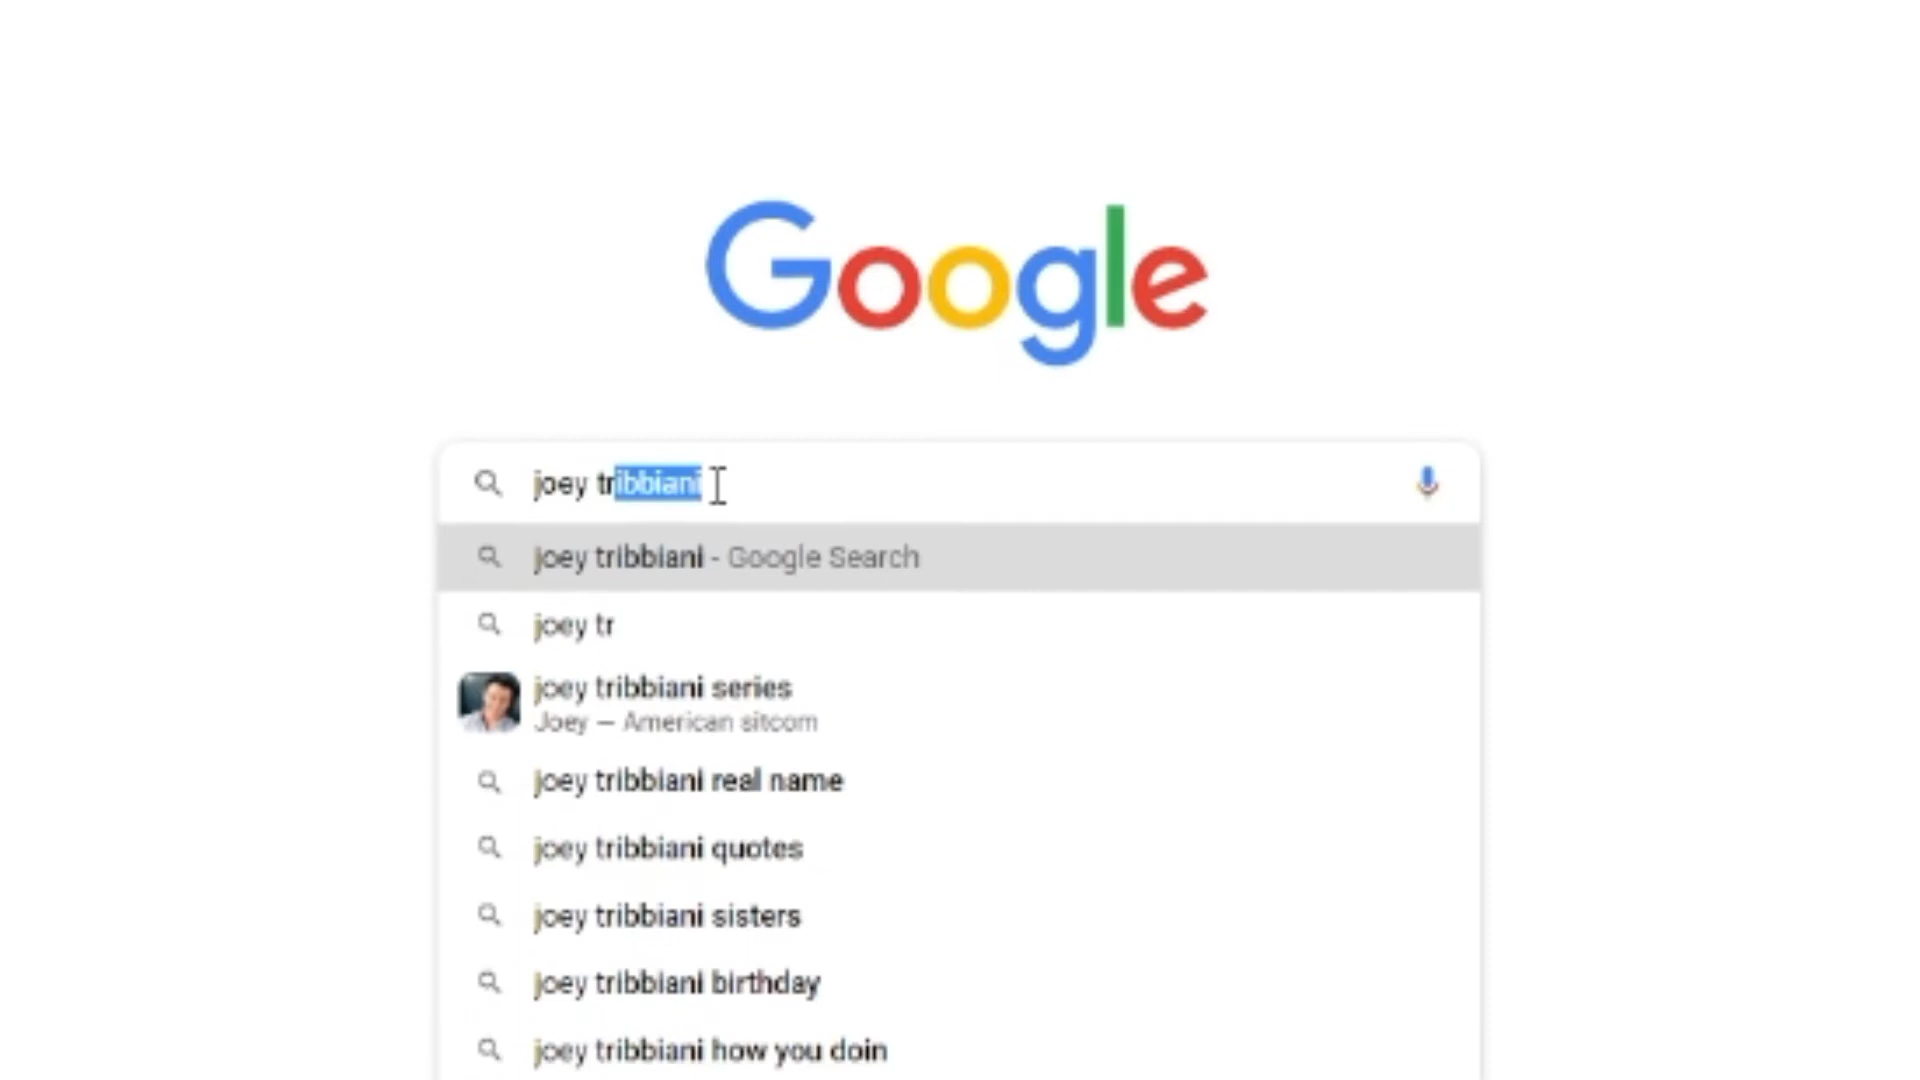 Google
joey tribbiani
joey tribbiani - Google Search
joey tr
joey tribbiani series
Joey — American sitcom
joey tribbiani real name
joey tribbiani quotes
joey tribbiani sisters
joey tribbiani birthday
joey tribbiani how you doin